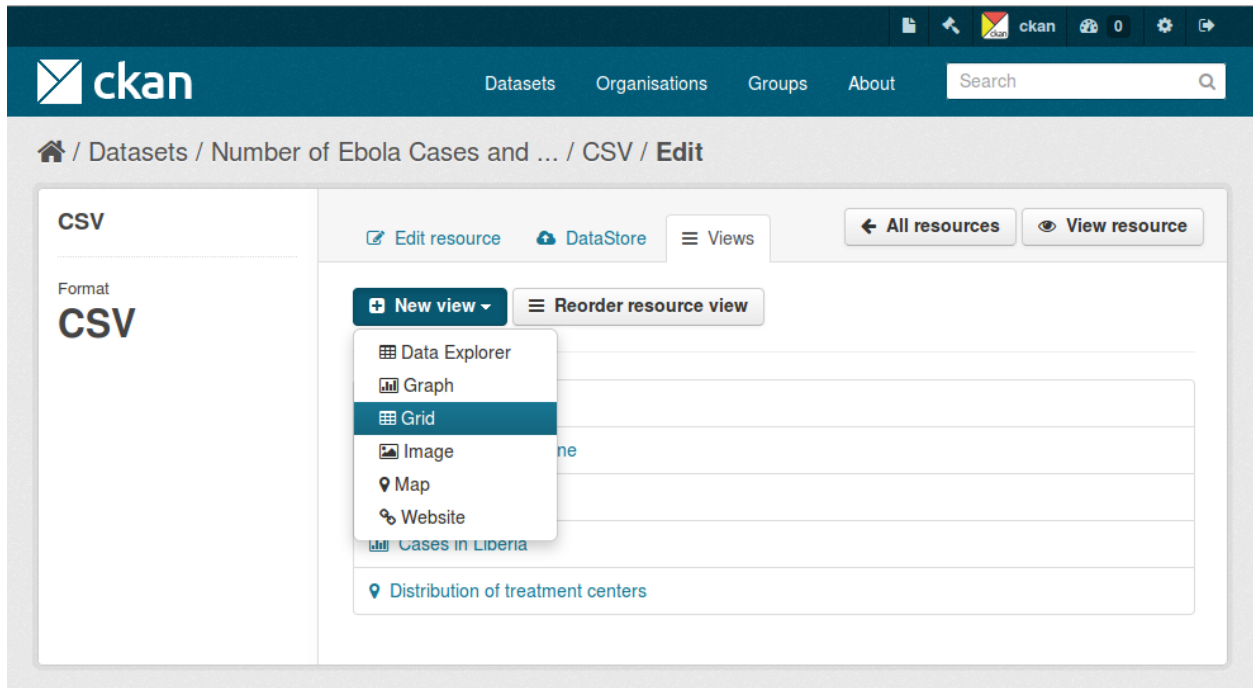 ckan 0
ckan Datasets Organisations Groups About Search
/ Datasets / Number of Ebola Cases and ... / CSV / Edit
CSV
Format
CSV
Edit resource DataStore Views All resources View resource
New view Reorder resource view
Data Explorer
Graph
Grid
Image
ne
Map
Website
Cases in Liberia
Distribution of treatment centers